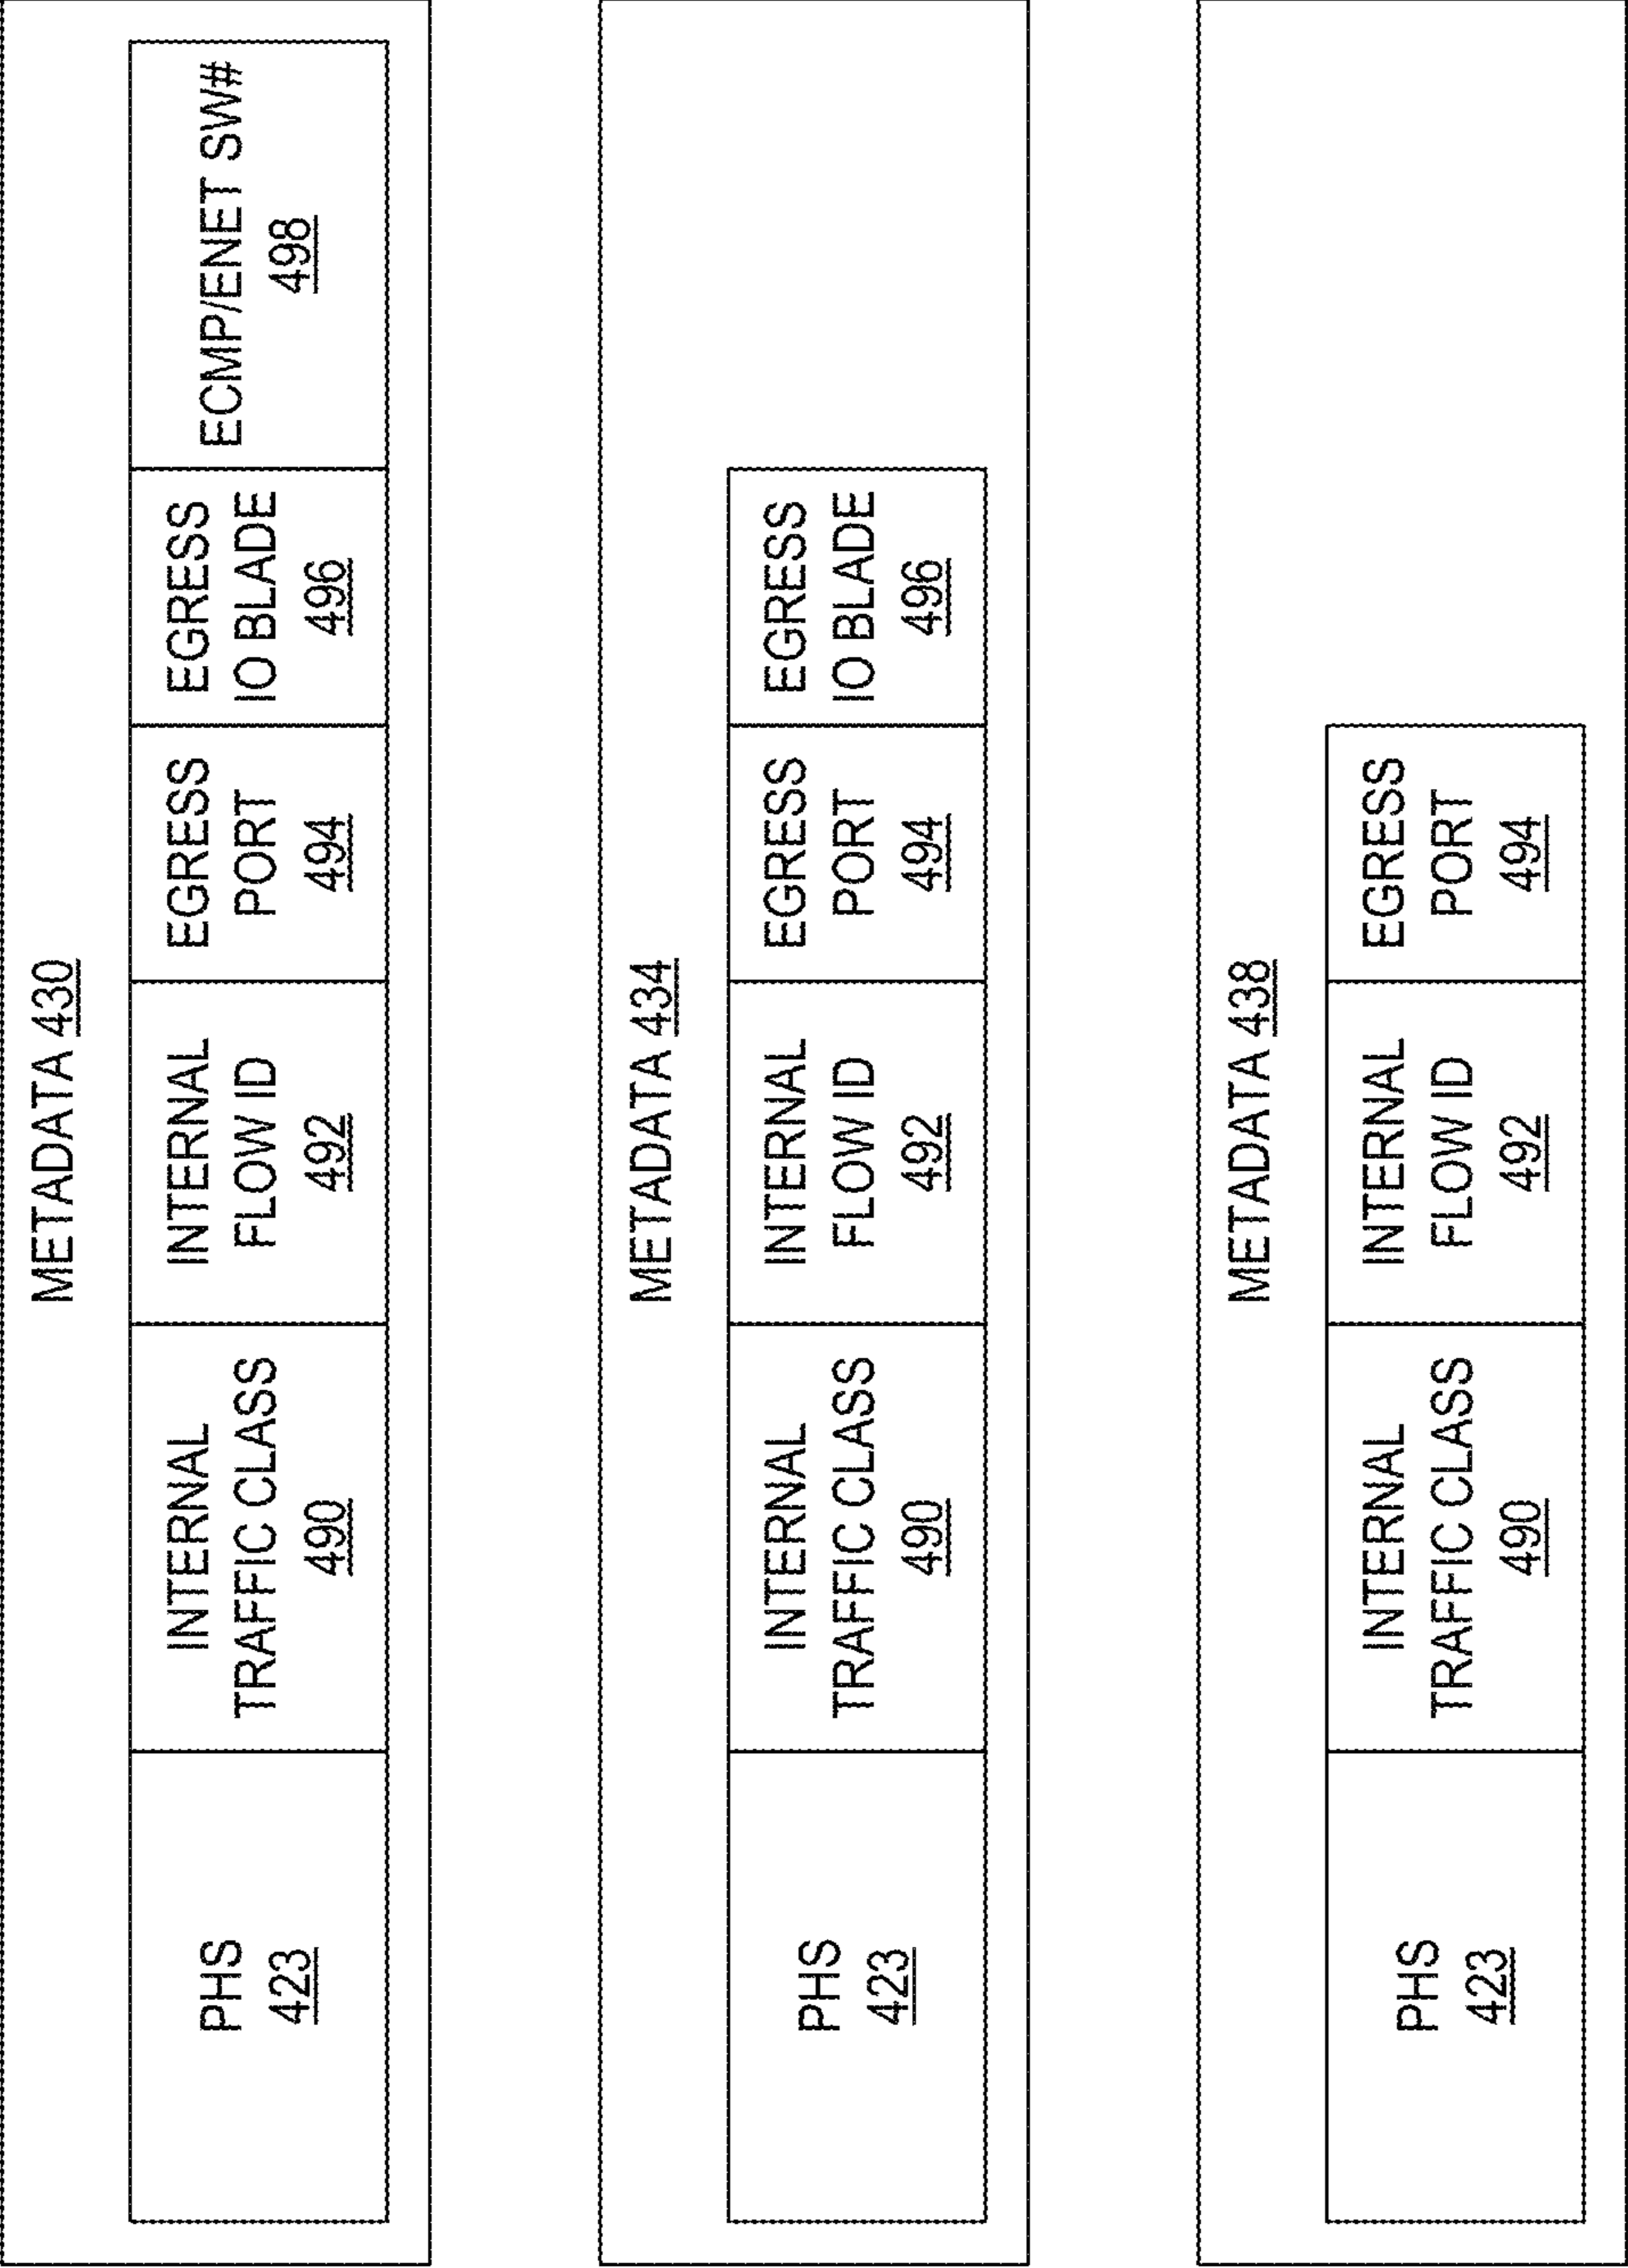 METADATA 430
PHS
423
INTERNAL
TRAFFIC CLASS
490
INTERNAL
FLOW ID
492
EGRESS
PORT
494
EGRESS
IO BLADE
496
ECMP/ENET SW#
498
METADATA 434
PHS
423
INTERNAL
TRAFFIC CLASS
490
INTERNAL
FLOW ID
492
EGRESS
PORT
494
EGRESS
IO BLADE
496
METADATA 438
PHS
423
INTERNAL
TRAFFIC CLASS
490
INTERNAL
FLOW ID
492
EGRESS
PORT
494